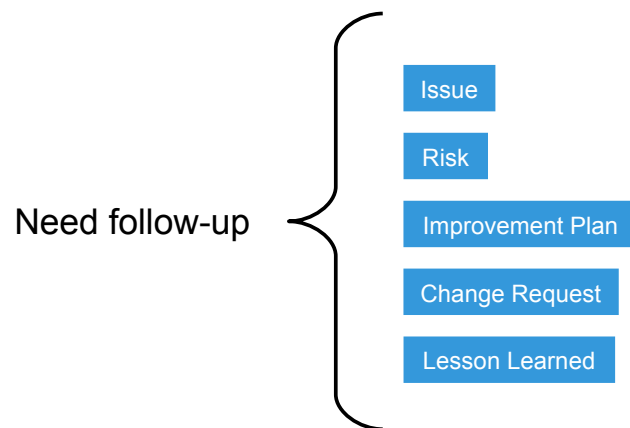 Need follow-up
Issue
Risk
Improvement Plan
Change Request
Lesson Learned